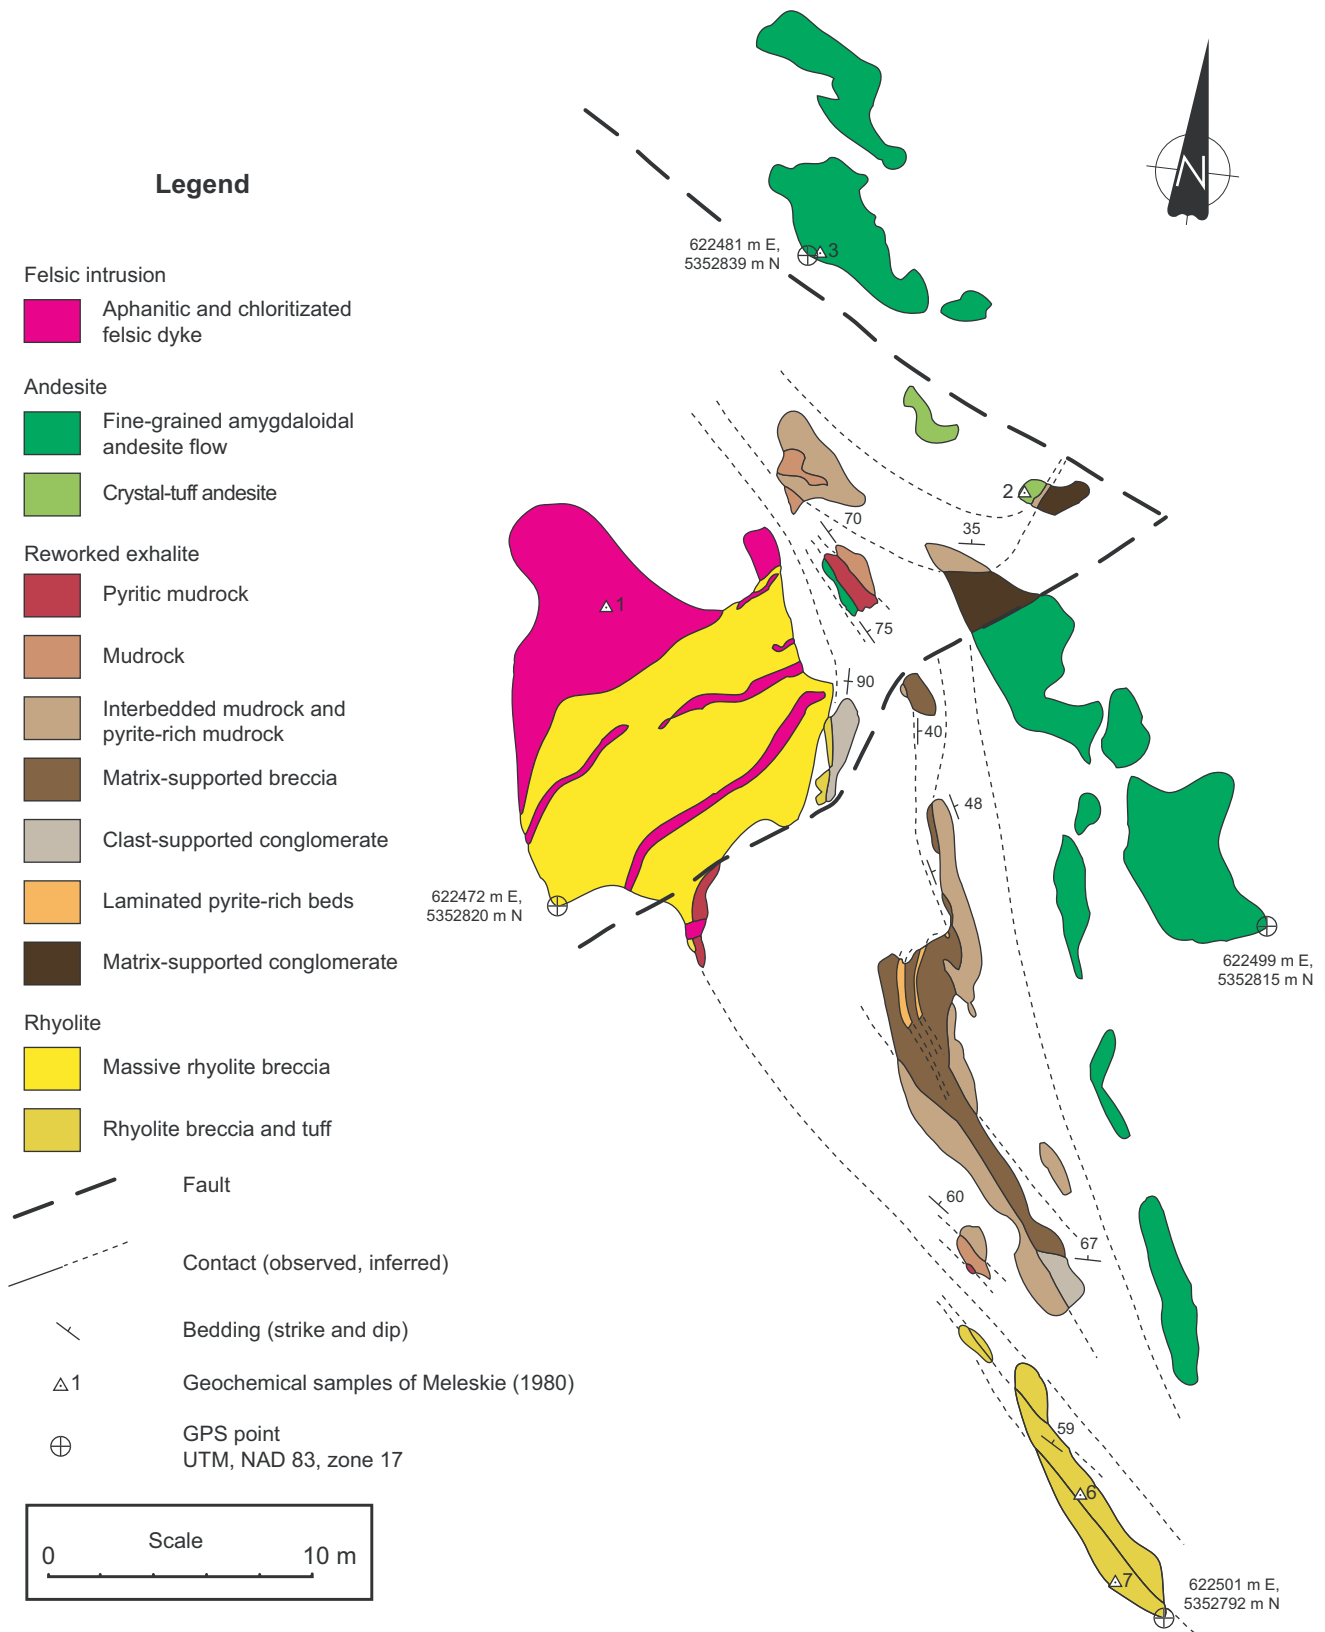 Legend
Felsic intrusion
Aphanitic and chloritizated
felsic dyke
Andesite
Fine-grained amygdaloidal
andesite flow
Crystal-tuff andesite
Reworked exhalite
Pyritic mudrock
Mudrock
Interbedded mudrock and
pyrite-rich mudrock
Matrix-supported breccia
Clast-supported conglomerate
Laminated pyrite-rich beds
Matrix-supported conglomerate
Rhyolite
Massive rhyolite breccia
Rhyolite breccia and tuff
Fault
Contact (observed, inferred)
Bedding (strike and dip)
1
Geochemical samples of Meleskie (1980)
GPS point
UTM, NAD 83, zone 17
Scale
0
10 m
N
622481 m E,
5352839 m N
3
2
70
35
1
75
90
40
48
622472 m E,
5352820 m N
622499 m E,
5352815 m N
60
67
59
6
7
622501 m E,
5352792 m N